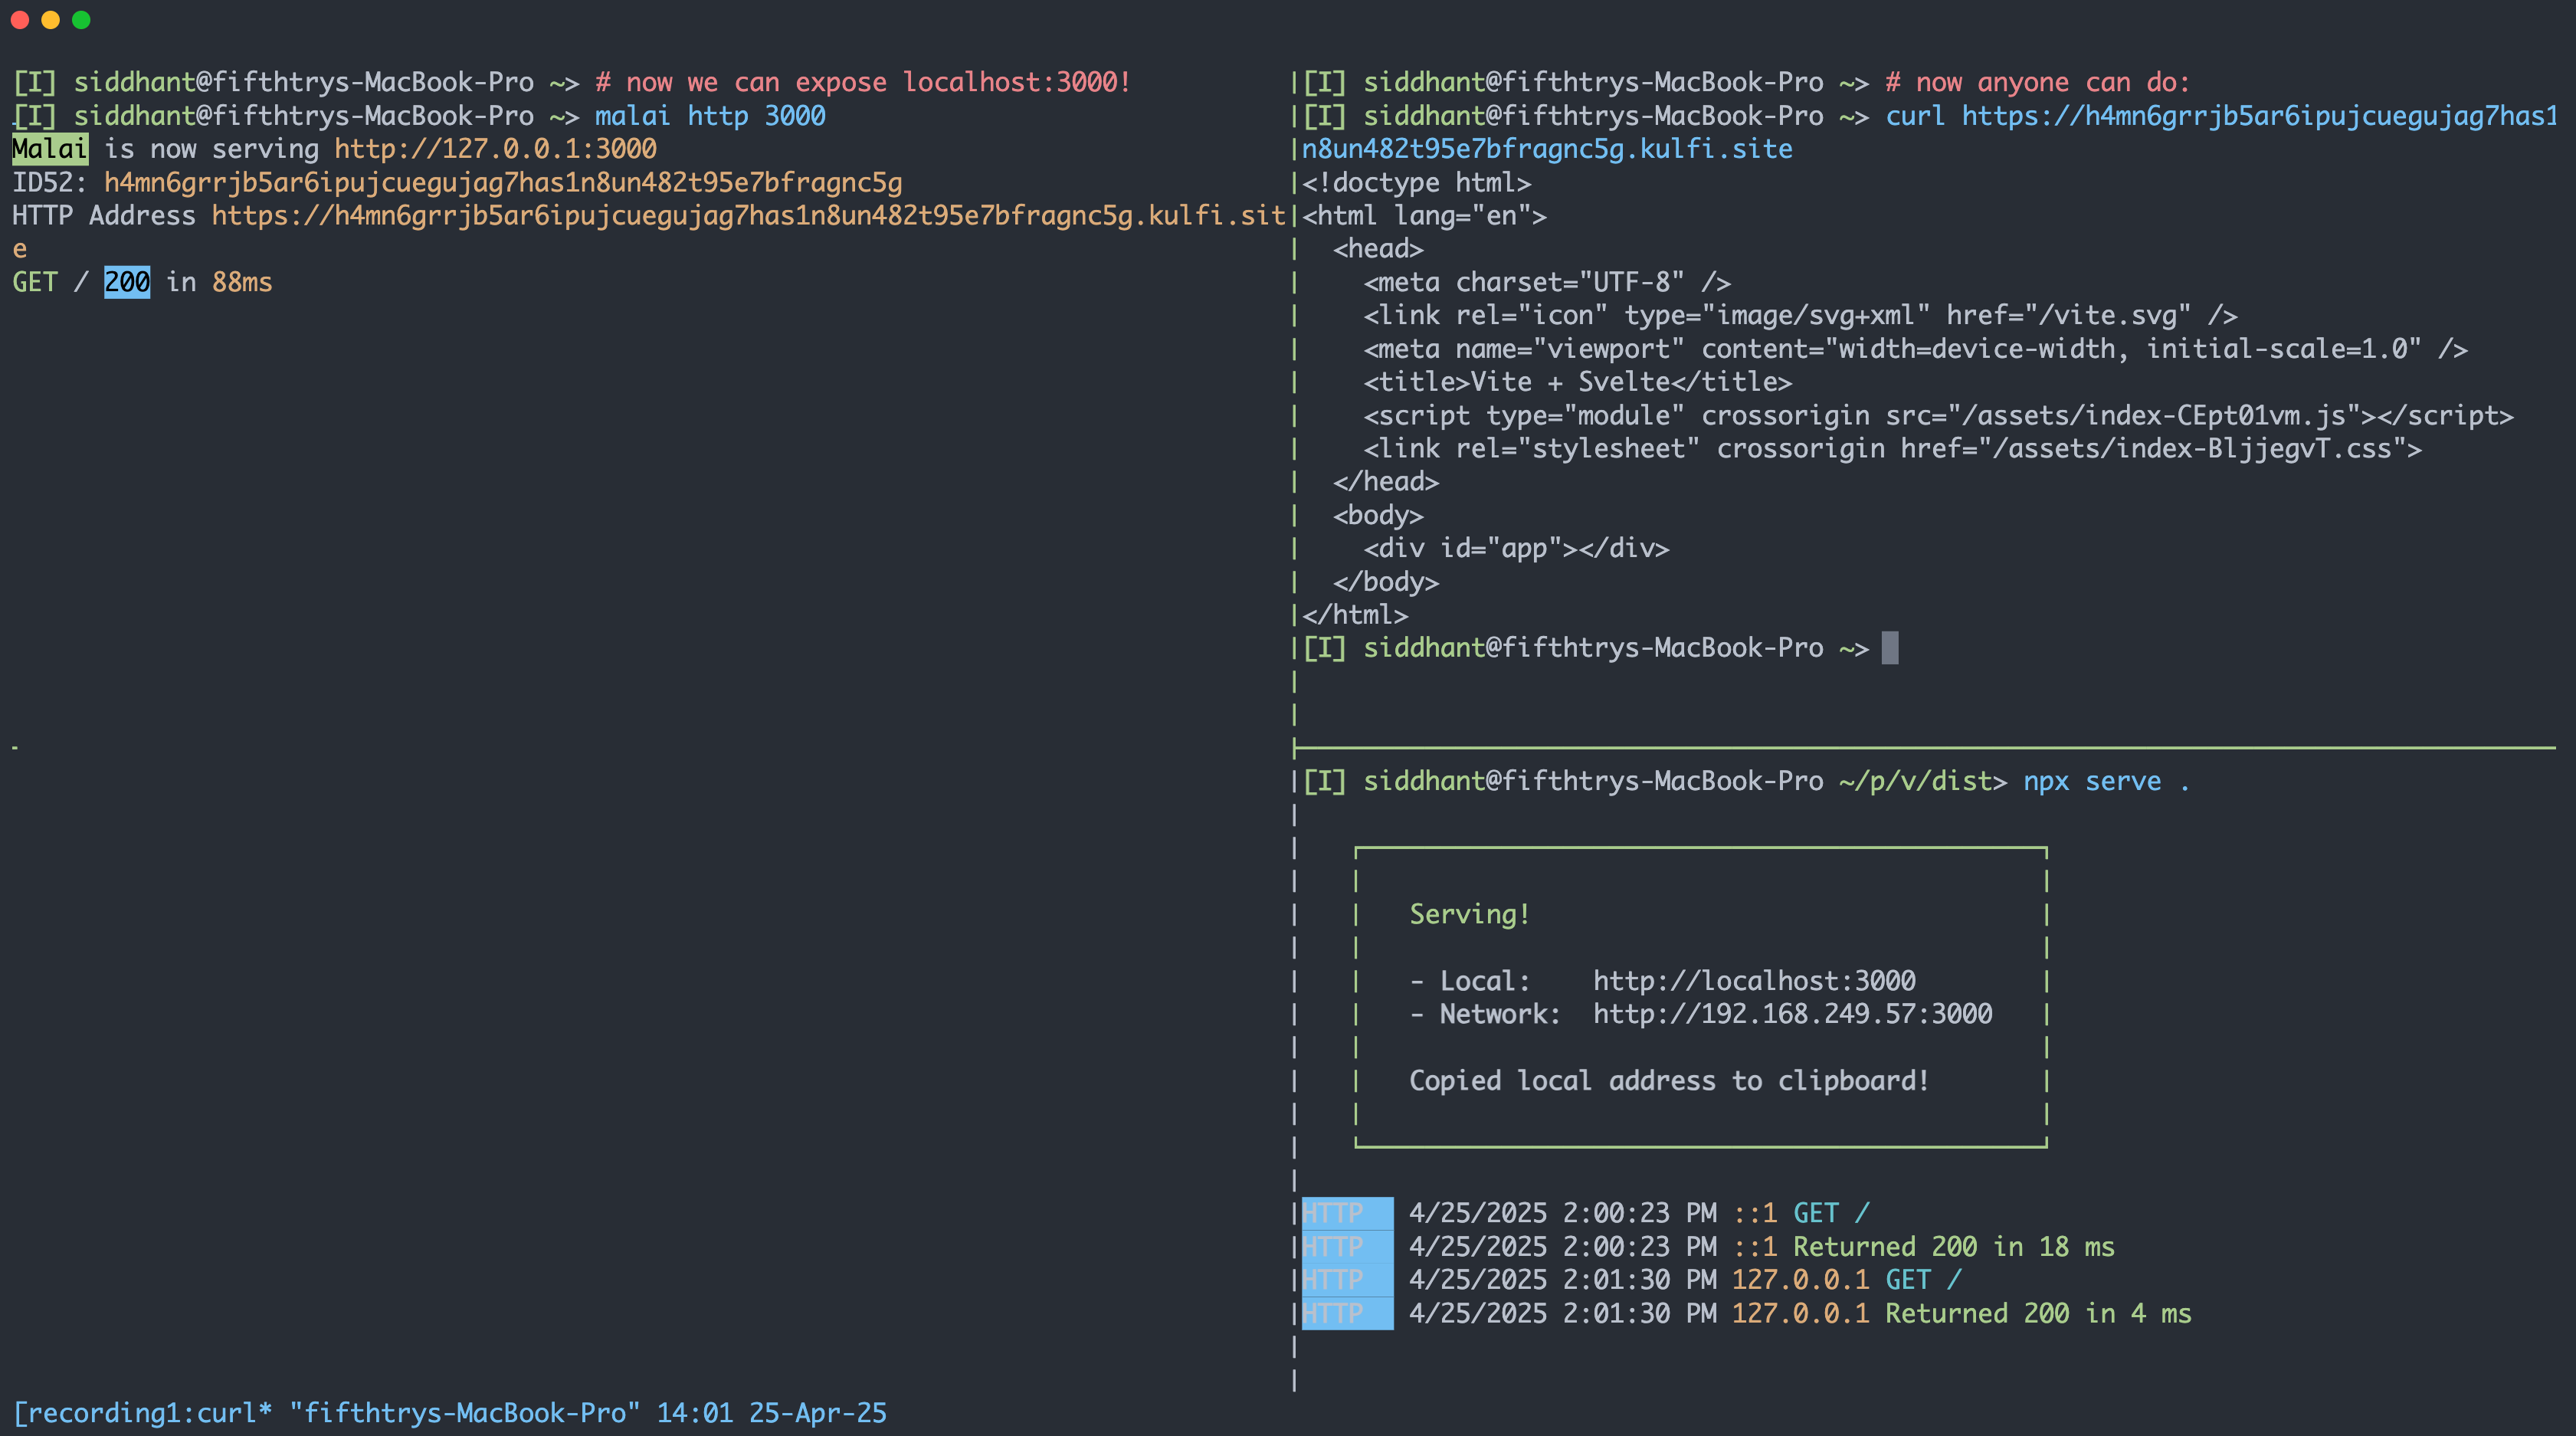 [I] siddhant@fifthtrys-MacBook-Pro ~> # now we can expose localhost:3000!
[I] siddhant@fifthtrys-MacBook-Pro ~> malai http 3000
Malai is now serving http://127.0.0.1:3000
ID52: h4mn6grrjb5ar6ipujcuegujag7has1n8un482t95e7bfragnc5g
HTTP Address https://h4mn6grrjb5ar6ipujcuegujag7has1n8un482t95e7bfragnc5g.kulfi.sit
e
GET / 200 in 88ms
[I] siddhant@fifthtrys-MacBook-Pro ~> # now anyone can do:
[I] siddhant@fifthtrys-MacBook-Pro ~> curl https://h4mn6grrjb5ar6ipujcuegujag7has1
n8un482t95e7bfragnc5g.kulfi.site
<!doctype html>
<html lang="en">
  <head>
    <meta charset="UTF-8" />
    <link rel="icon" type="image/svg+xml" href="/vite.svg" />
    <meta name="viewport" content="width=device-width, initial-scale=1.0" />
    <title>Vite + Svelte</title>
    <script type="module" crossorigin src="/assets/index-CEpt01vm.js"></script>
    <link rel="stylesheet" crossorigin href="/assets/index-BljjegvT.css">
  </head>
  <body>
    <div id="app"></div>
  </body>
</html>
[I] siddhant@fifthtrys-MacBook-Pro ~>
[I] siddhant@fifthtrys-MacBook-Pro ~/p/v/dist> npx serve .
Serving!
- Local:    http://localhost:3000
- Network:  http://192.168.249.57:3000
Copied local address to clipboard!
HTTP  4/25/2025 2:00:23 PM ::1 GET /
HTTP  4/25/2025 2:00:23 PM ::1 Returned 200 in 18 ms
HTTP  4/25/2025 2:01:30 PM 127.0.0.1 GET /
HTTP  4/25/2025 2:01:30 PM 127.0.0.1 Returned 200 in 4 ms
[recording1:curl* "fifthtrys-MacBook-Pro" 14:01 25-Apr-25